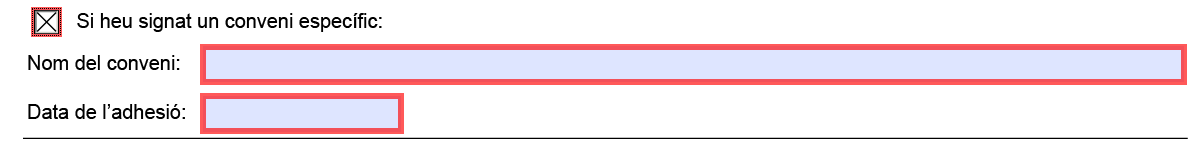 Si heu signat un conveni específic:
Nom del conveni:
Data de l’adhesió: